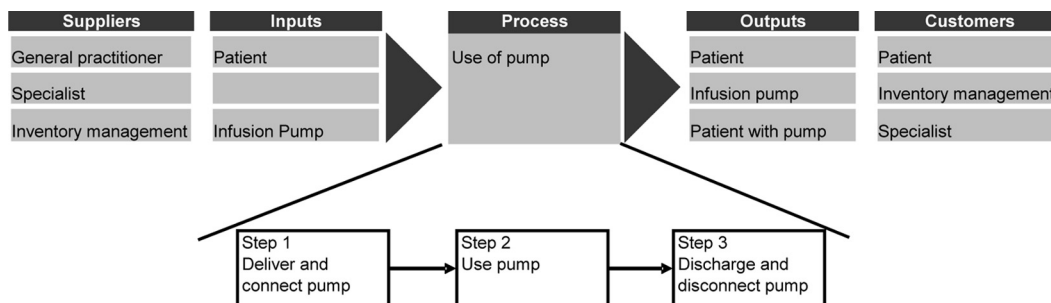 Suppliers
Inputs
Process
Outputs
Customers
General practitioner
Patient
Use of pump
Patient
Patient
Specialist
Infusion pump
Inventory management
Inventory management
Infusion Pump
Patient with pump
Specialist
Step 1
Deliver and
connect pump
Step 2
Use pump
Step 3
Discharge and
disconnect pump